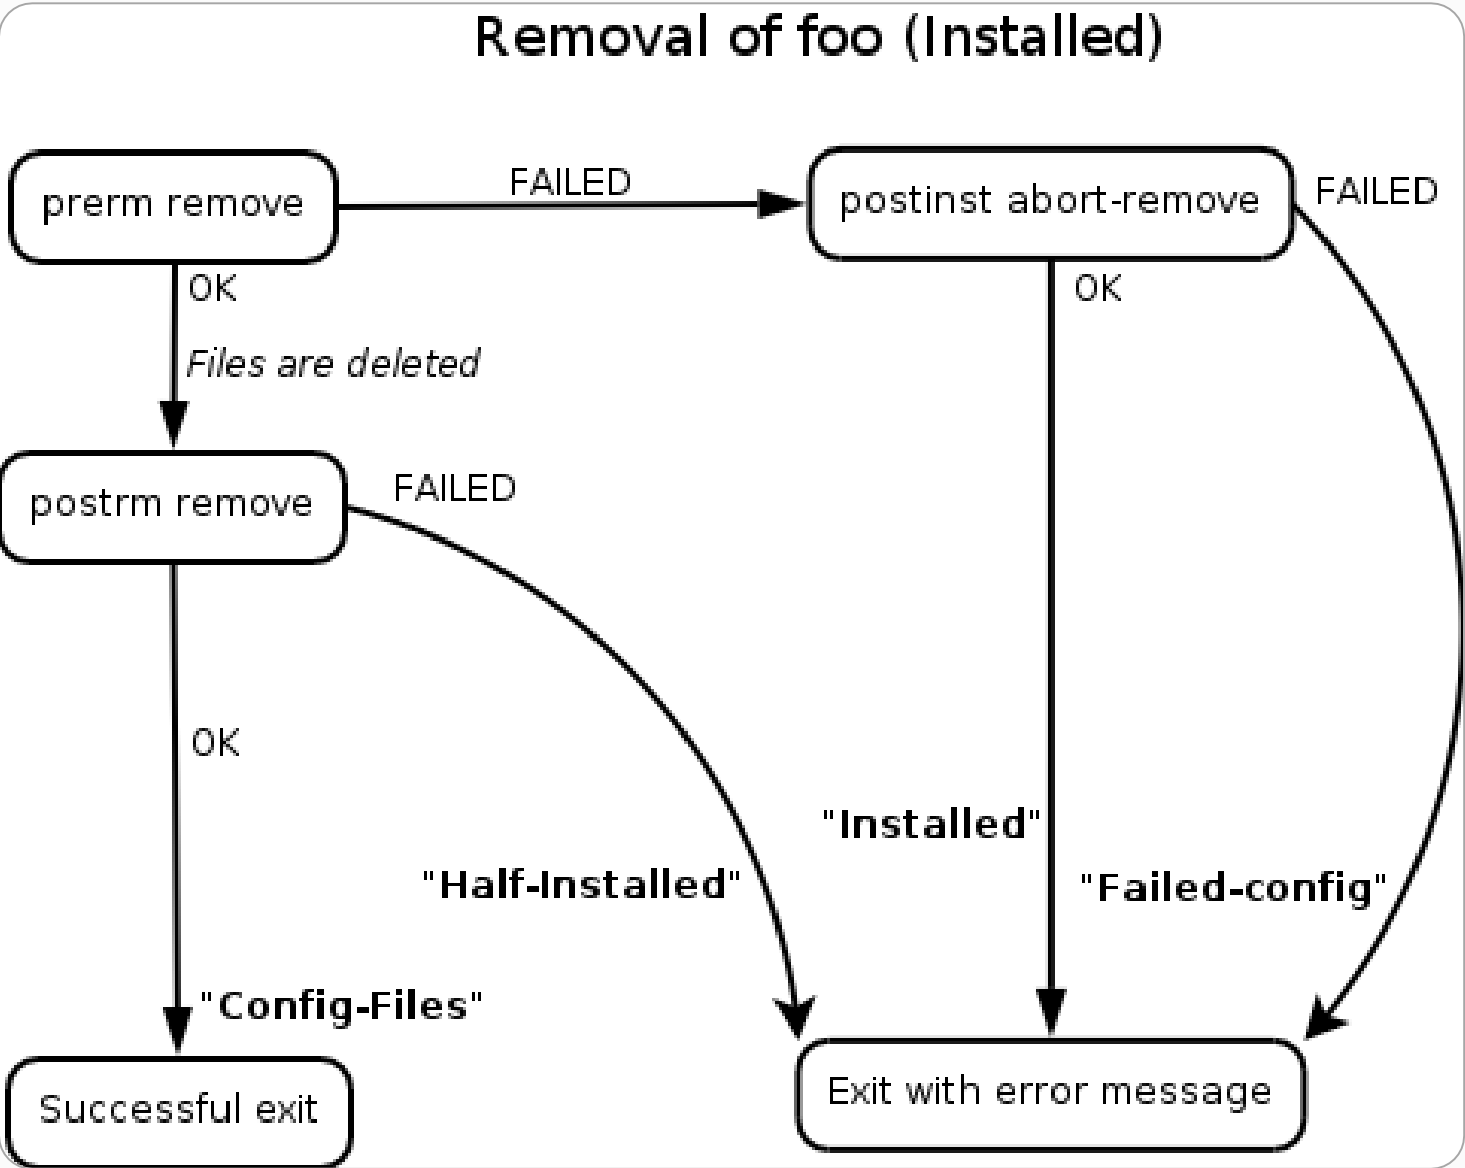 Removal of foo (Installed)
prerm remove
FAILED
postinst abort-remove
FAILED
OK
OK
Files are deleted
postrm remove
FAILED
OK
"Installed"
"Half-Installed"
"Failed-config"
"Config-Files"
Successful exit
Exit with error message